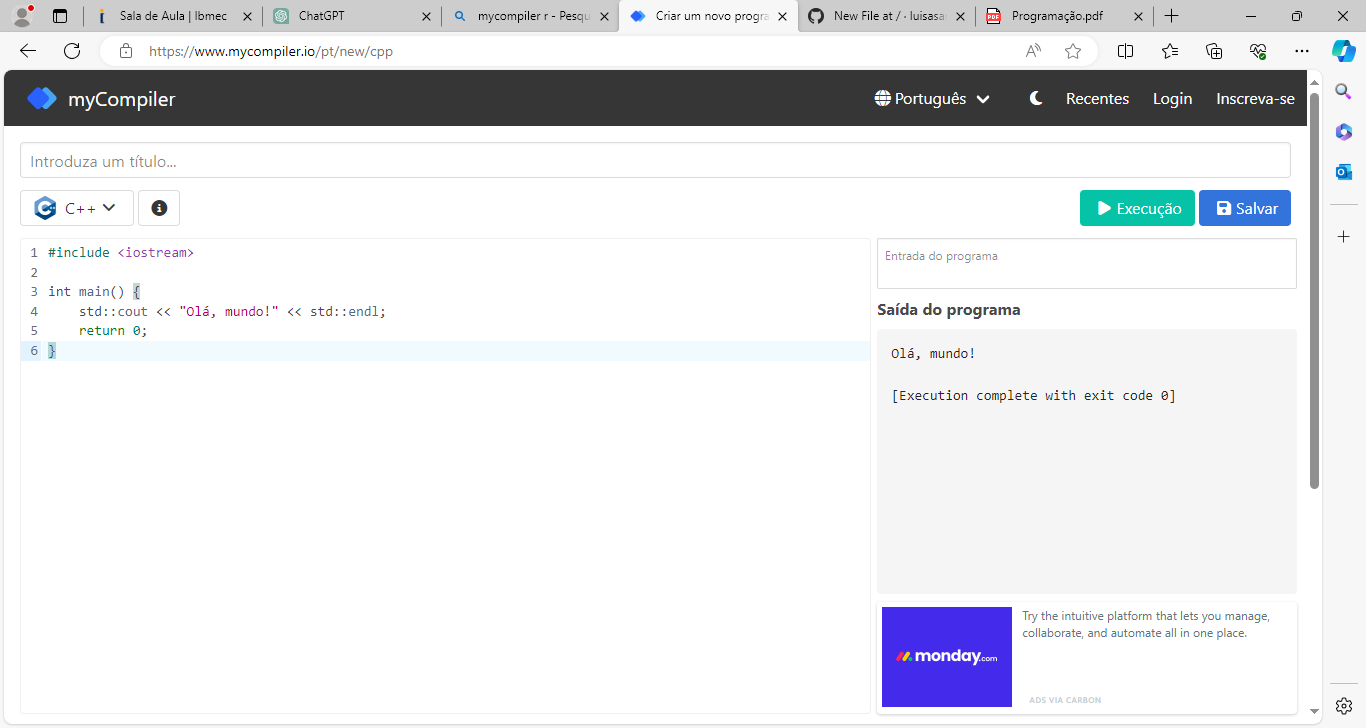 Sala de Aula | Ibmec
ChatGPT
mycompiler r - Pesqu
Criar um novo progra
New File at / · luisasa
Programação.pdf
https://www.mycompiler.io/pt/new/cpp
myCompiler
Português
Recentes
Login
Inscreva-se
Introduza um título...
C++
Execução
Salvar
1 #include <iostream>
2
3 int main() {
4     std::cout << "Olá, mundo!" << std::endl;
5     return 0;
6 }
Entrada do programa
Saída do programa
Olá, mundo!
[Execution complete with exit code 0]
monday.com
Try the intuitive platform that lets you manage,
collaborate, and automate all in one place.
ADS VIA CARBON